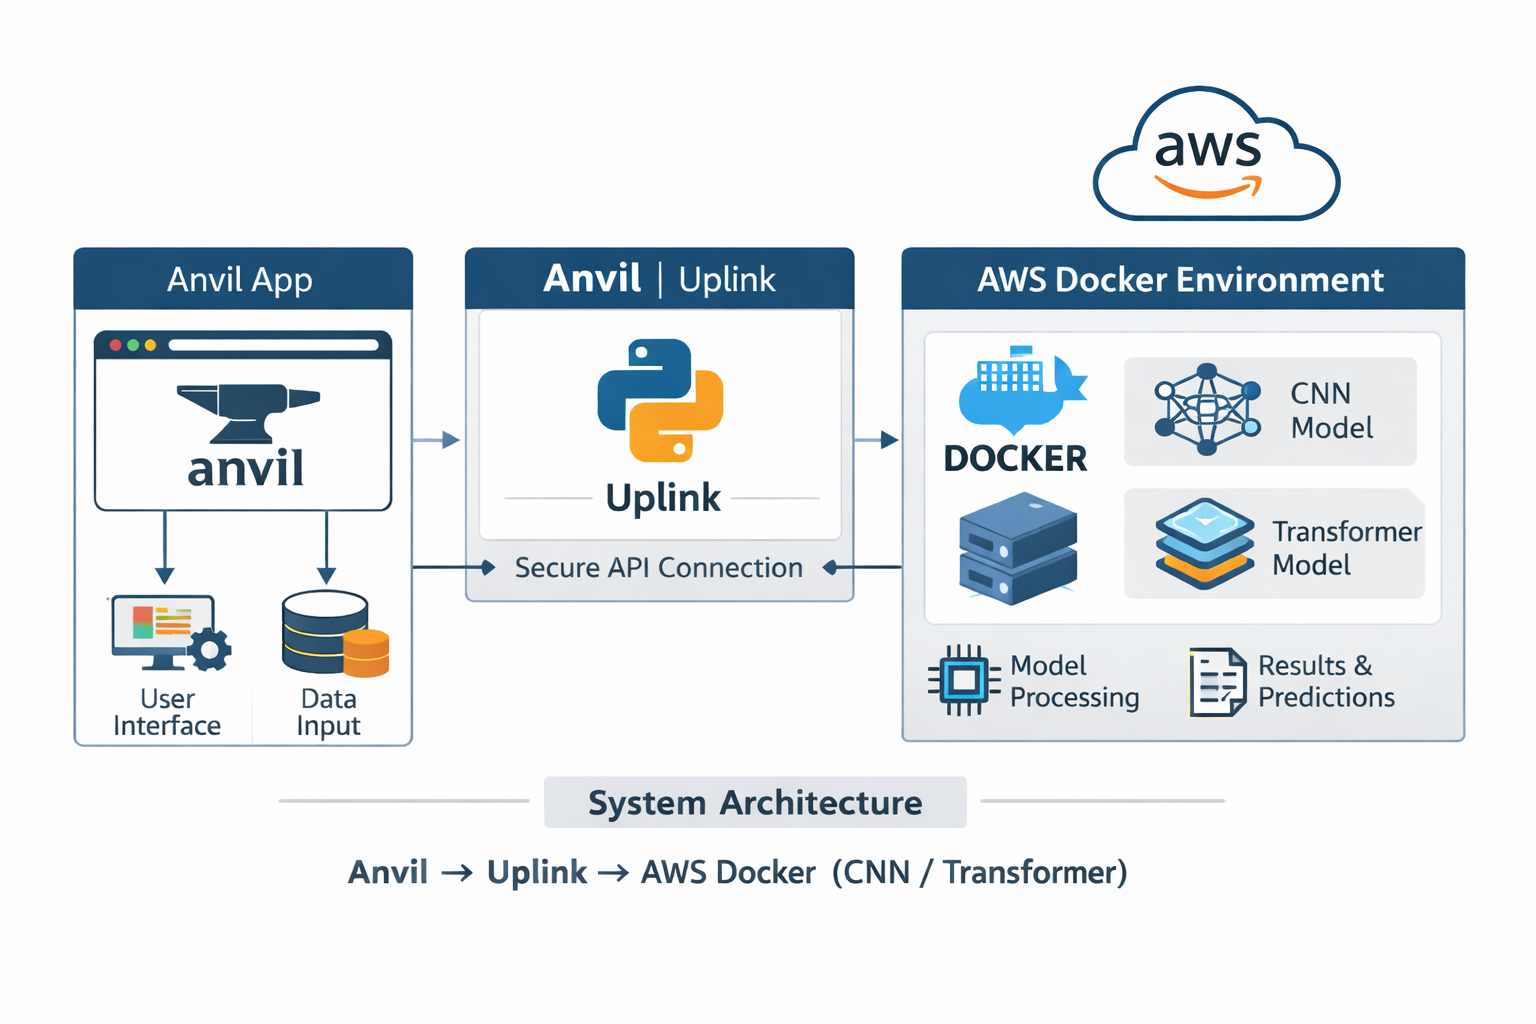 aws
Anvil App
anvil
User
Interface
Data
Input
Anvil | Uplink
Uplink
Secure API Connection
AWS Docker Environment
DOCKER
CNN
Model
Transformer
Model
Model
Processing
Results &
Predictions
System Architecture
Anvil → Uplink → AWS Docker (CNN / Transformer)